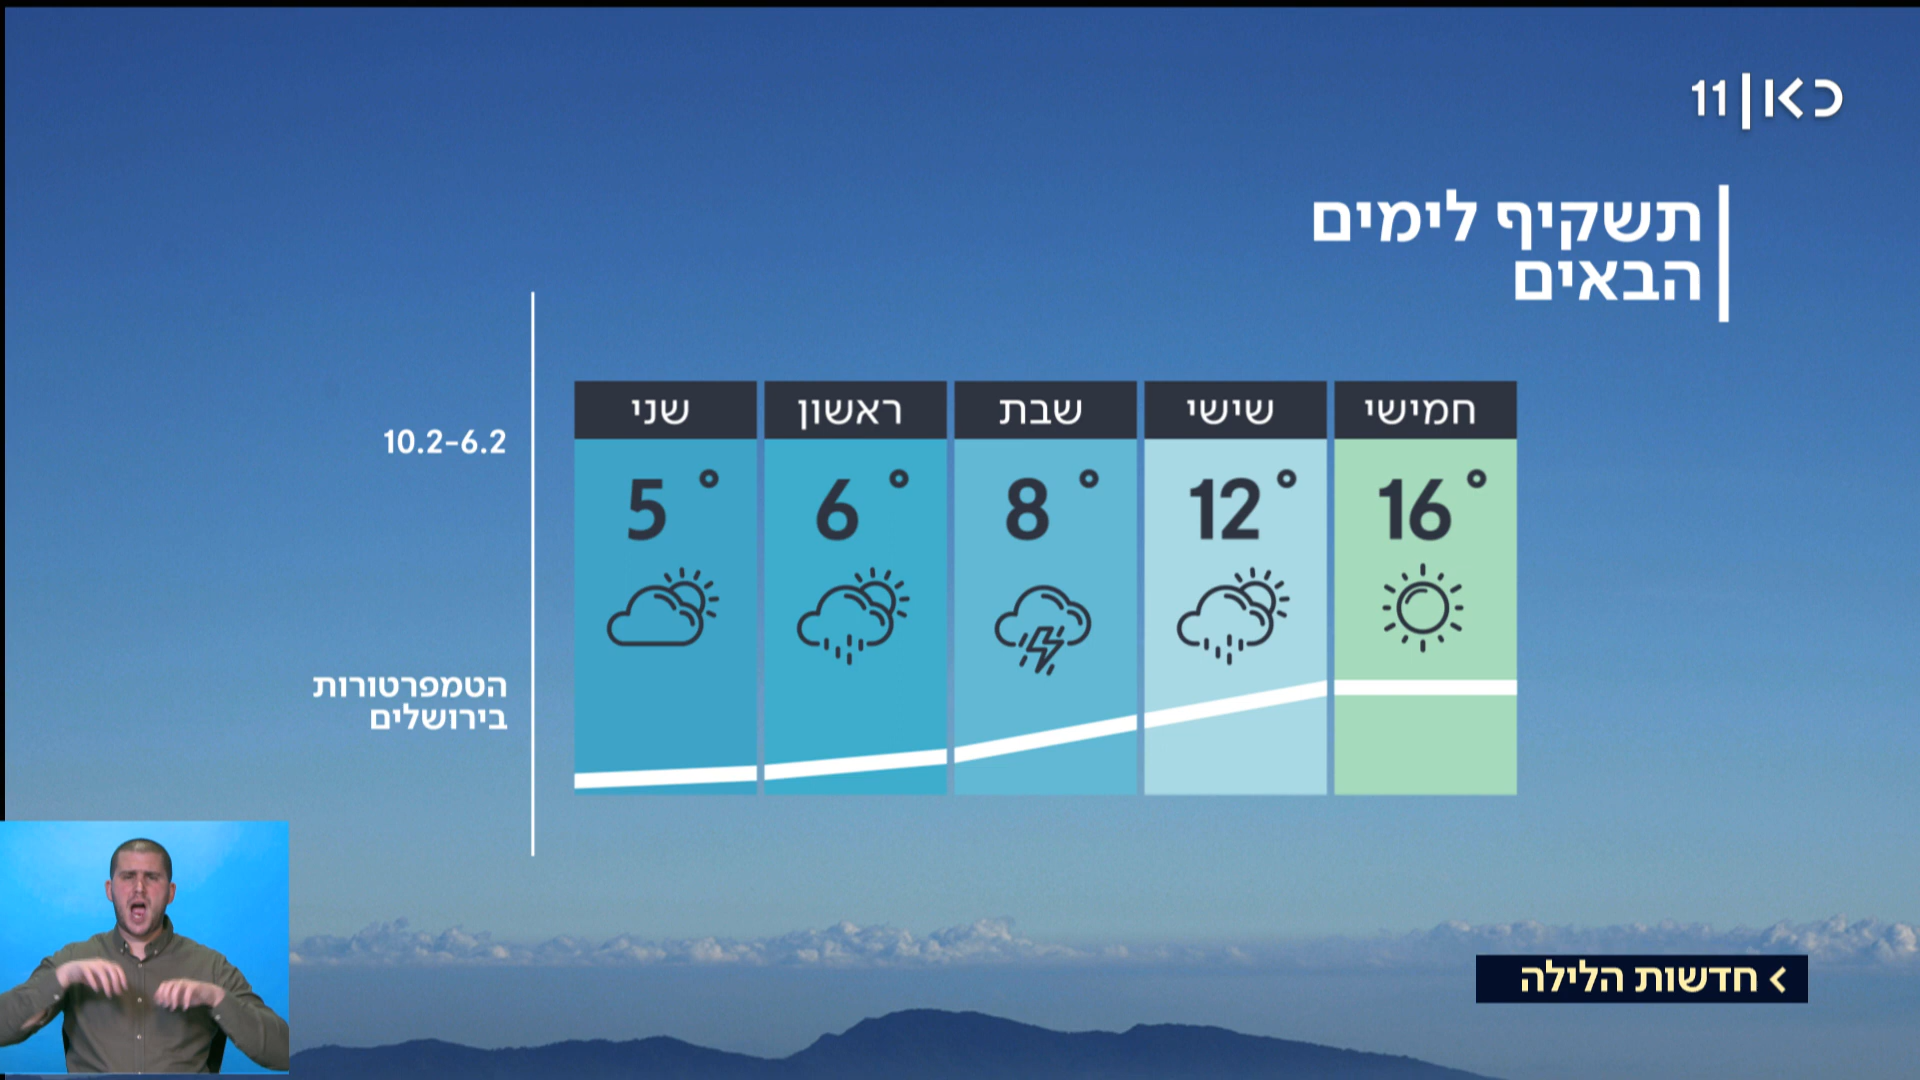 כאן | 11
תשקיף לימים
הבאים
חמישי
16°
שישי
12°
שבת
8°
ראשון
6°
שני
5°
10.2-6.2
הטמפרטורות
בירושלים
חדשות הלילה